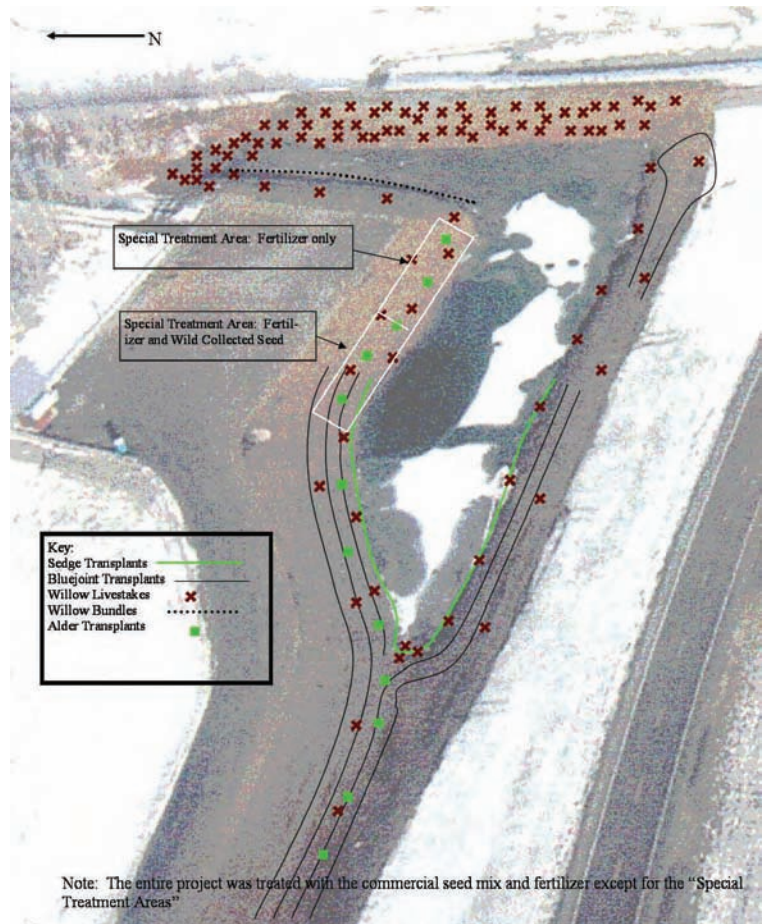 N
Special Treatment Area: Fertilizer only
Special Treatment Area: Fertil-
izer and Wild Collected Seed
Key:
Sedge Transplants
Bluejoint Transplants
Willow Livestakes
Willow Bundles
Alder Transplants
Note: The entire project was treated with the commercial seed mix and fertilizer except for the “Special
Treatment Areas”